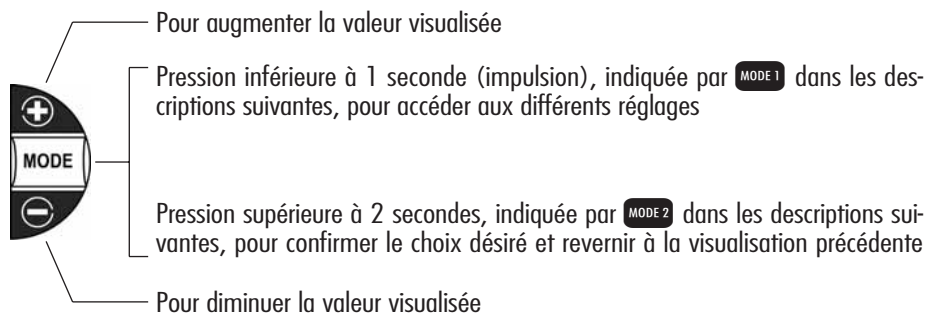 Pour augmenter la valeur visualisée
Pression inférieure à 1 seconde (impulsion), indiquée par MODE 1 dans les des-
criptions suivantes, pour accéder aux différents réglages
MODE
Pression supérieure à 2 secondes, indiquée par MODE 2 dans les descriptions sui-
vantes, pour confirmer le choix désiré et revernir à la visualisation précédente
Pour diminuer la valeur visualisée